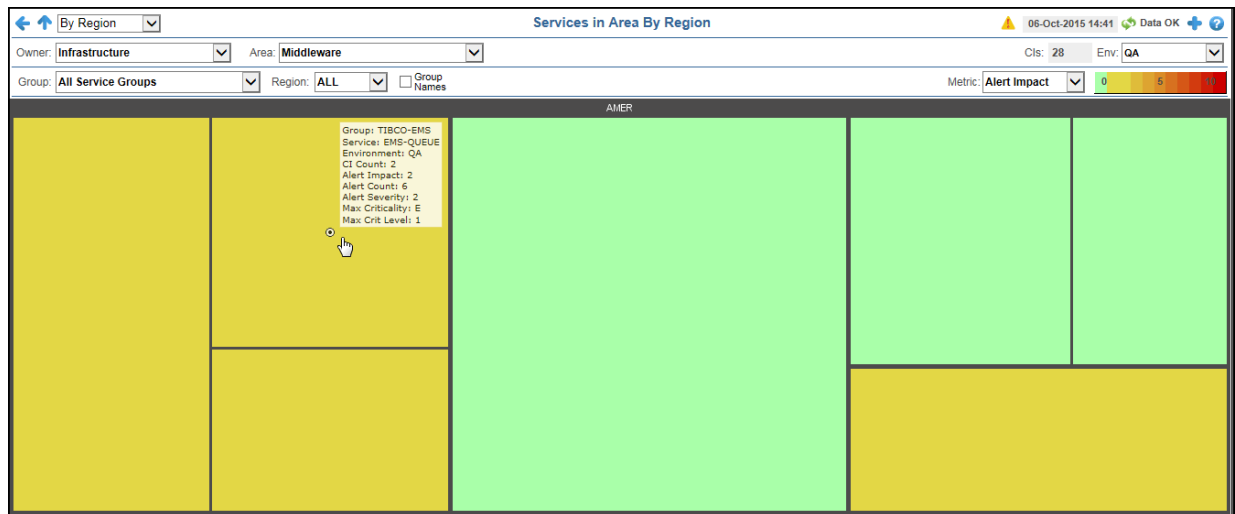 By Region Services in Area By Region 06-Oct-2015 14:41 Data OK
Owner: Infrastructure Area: Middleware CIs: 28 Env: QA
Group: All Service Groups Region: ALL Group Names Metric: Alert Impact 0 5 10
AMER
Group: TIBCO-EMS
Service: EMS-QUEUE
Environment: QA
CI Count: 2
Alert Impact: 2
Alert Count: 6
Alert Severity: 2
Max Criticality: E
Max Crit Level: 1